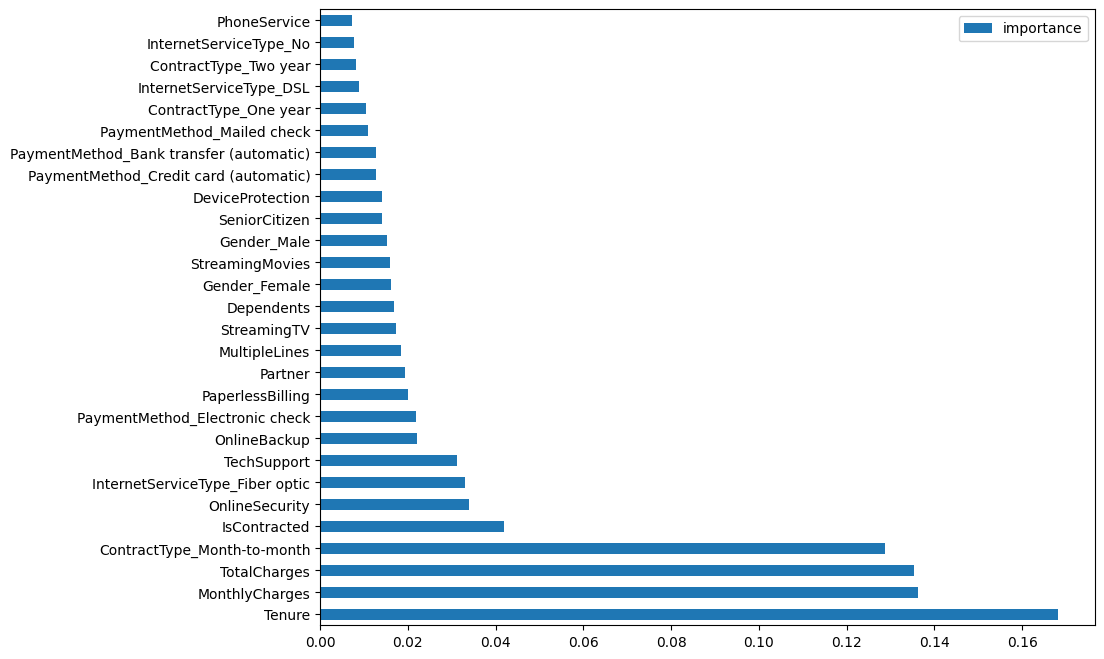 importance
PhoneService
InternetServiceType_No
ContractType_Two year
InternetServiceType_DSL
ContractType_One year
PaymentMethod_Mailed check
PaymentMethod_Bank transfer (automatic)
PaymentMethod_Credit card (automatic)
DeviceProtection
SeniorCitizen
Gender_Male
StreamingMovies
Gender_Female
Dependents
StreamingTV
MultipleLines
Partner
PaperlessBilling
PaymentMethod_Electronic check
OnlineBackup
TechSupport
InternetServiceType_Fiber optic
OnlineSecurity
IsContracted
ContractType_Month-to-month
TotalCharges
MonthlyCharges
Tenure
0.00 0.02 0.04 0.06 0.08 0.10 0.12 0.14 0.16